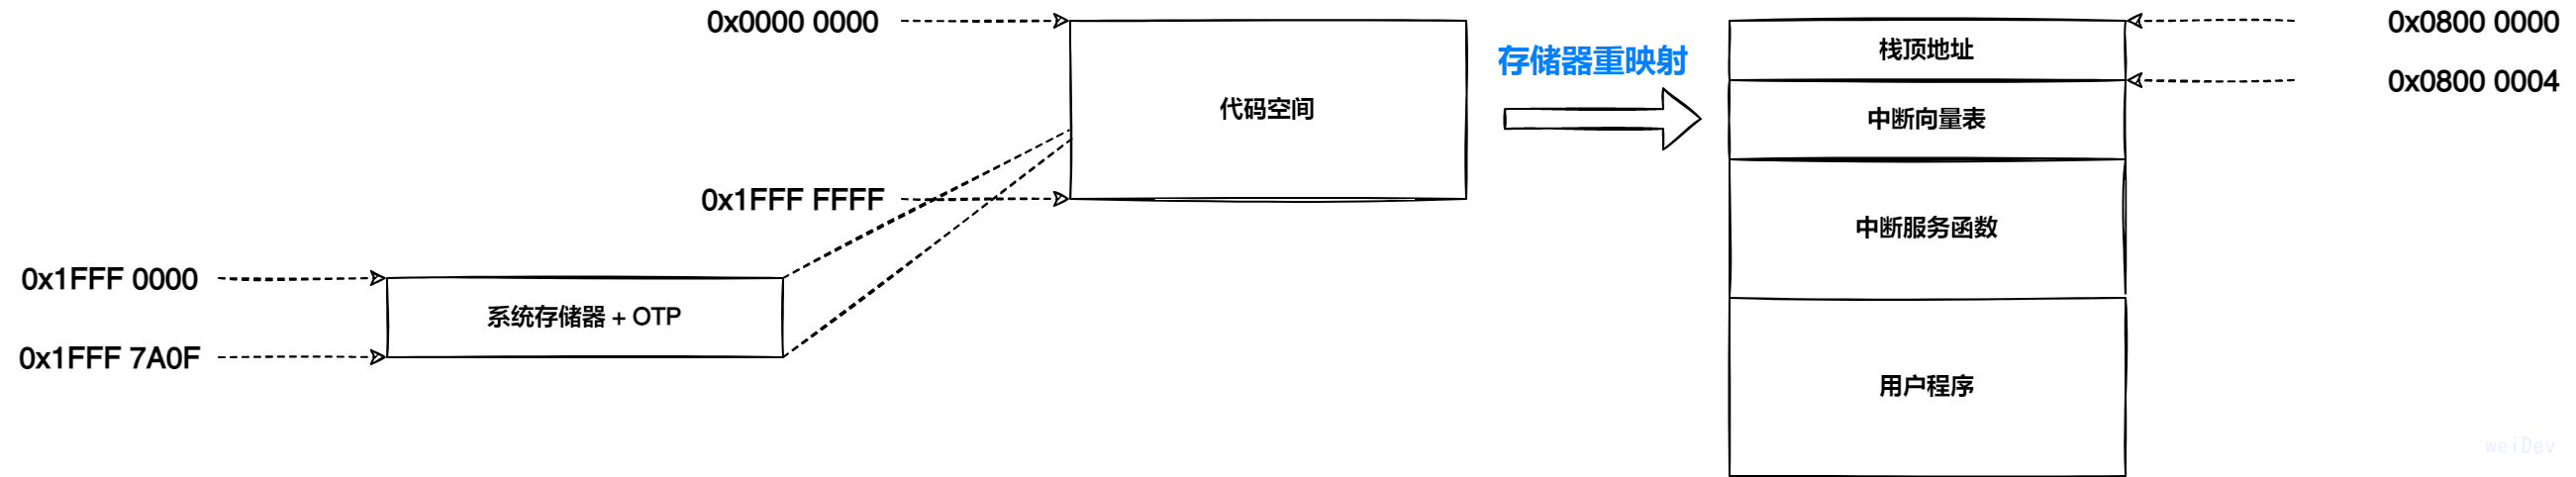 0x0000 0000
0x1FFF FFFF
0x1FFF 0000
0x1FFF 7A0F
系统存储器 + OTP
代码空间
存储器重映射
栈顶地址
中断向量表
中断服务函数
用户程序
0x0800 0000
0x0800 0004
weiDev